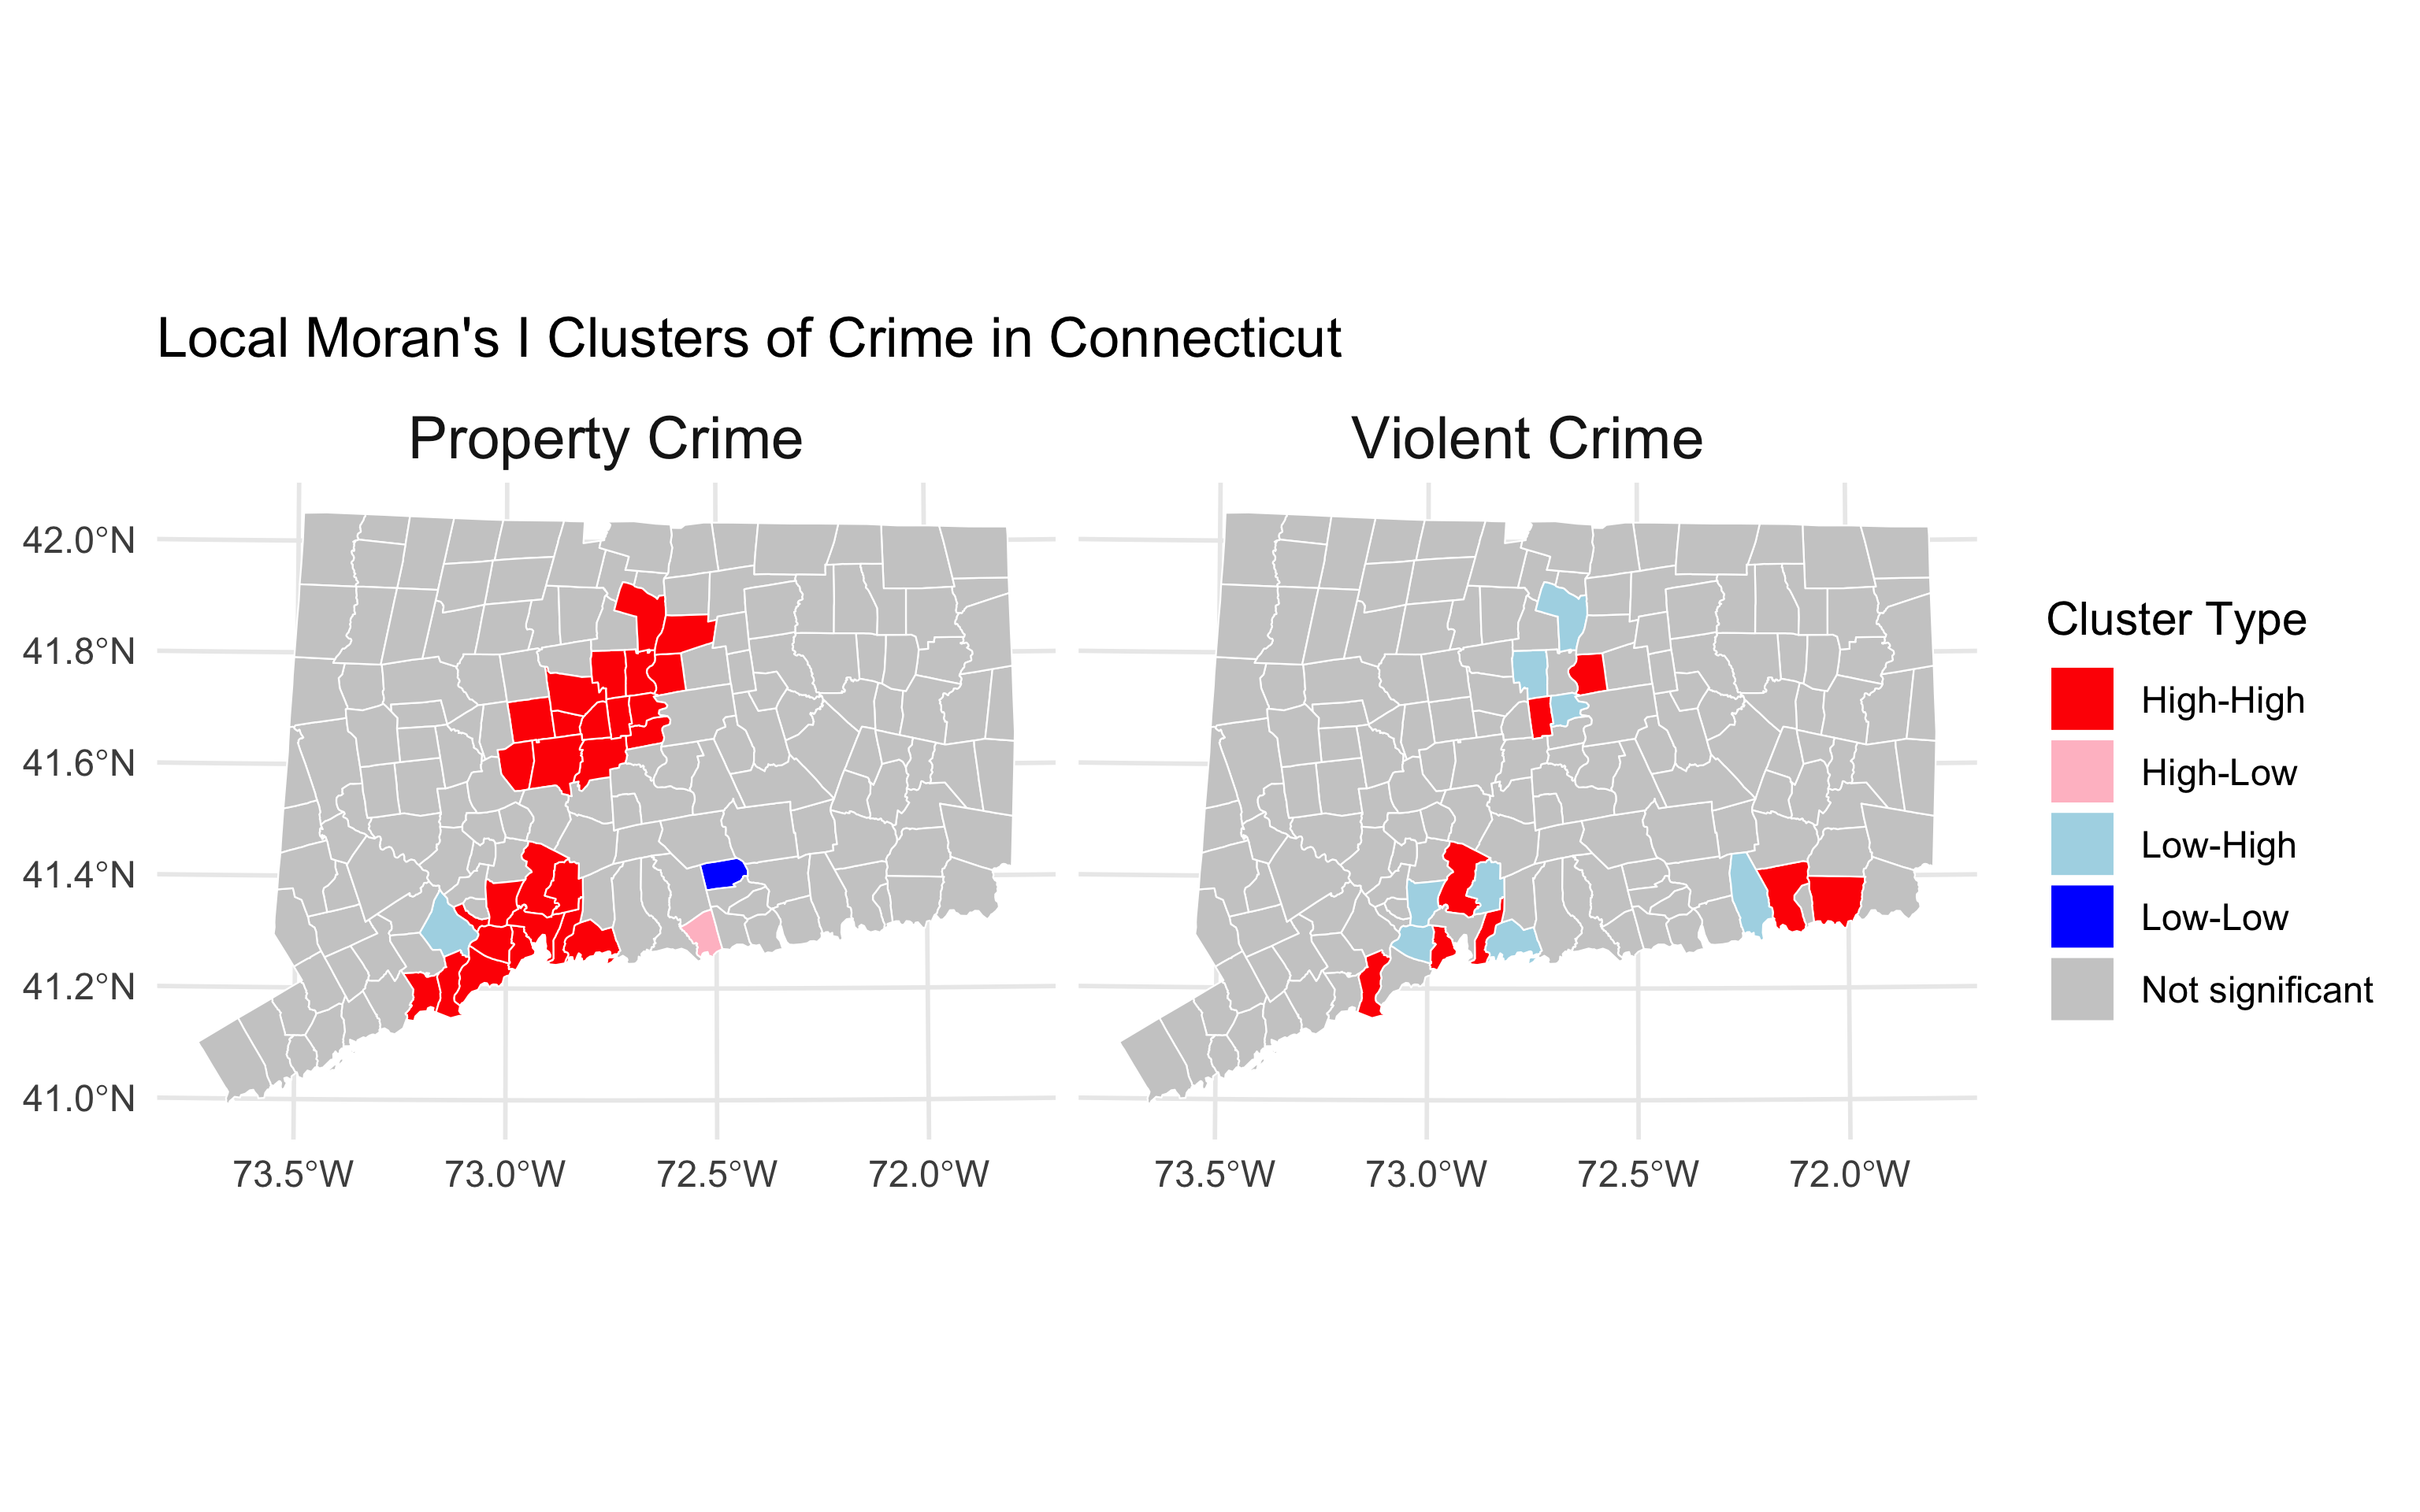 Local Moran's I Clusters of Crime in Connecticut
Property Crime
Violent Crime
42.0°N
41.8°N
41.6°N
41.4°N
41.2°N
41.0°N
73.5°W 73.0°W 72.5°W 72.0°W
73.5°W 73.0°W 72.5°W 72.0°W
Cluster Type
High-High
High-Low
Low-High
Low-Low
Not significant